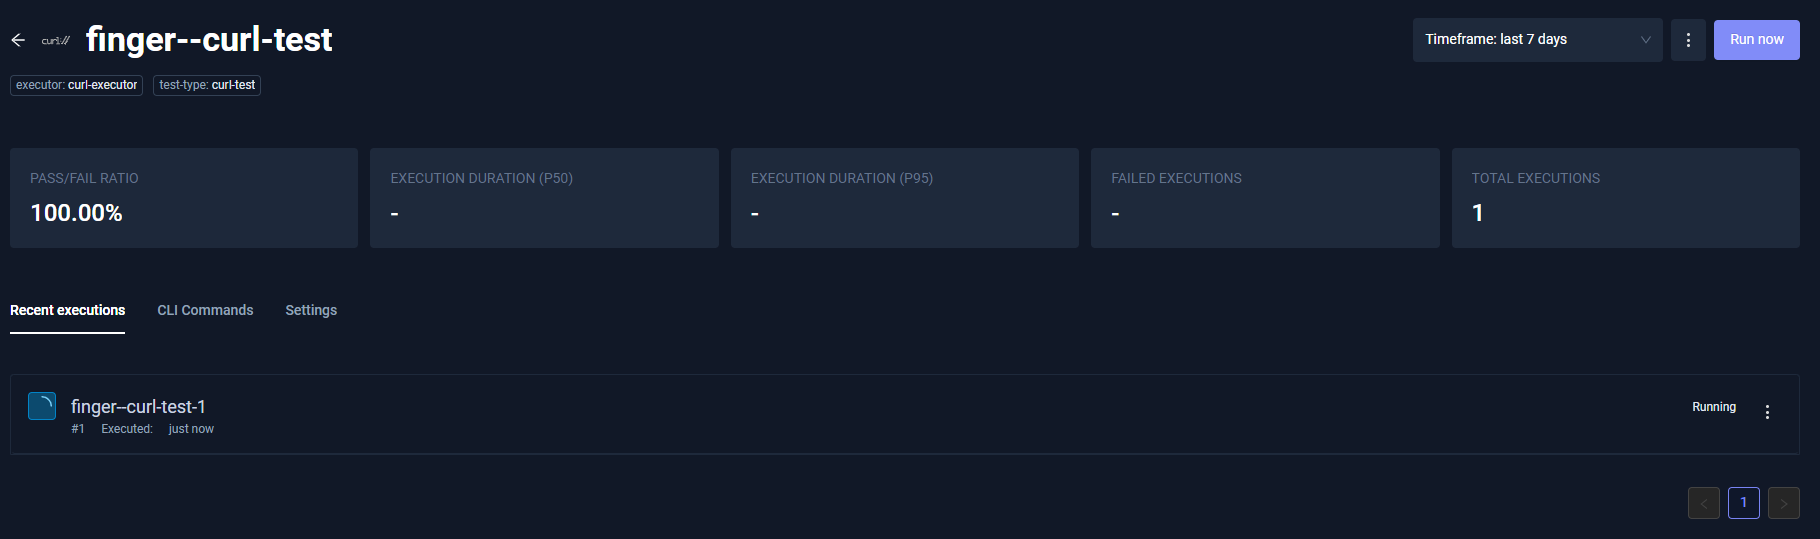 curl:// finger--curl-test
Timeframe: last 7 days
Run now
executor: curl-executor test-type: curl-test
PASS/FAIL RATIO
100.00%
EXECUTION DURATION (P50)
-
EXECUTION DURATION (P95)
-
FAILED EXECUTIONS
-
TOTAL EXECUTIONS
1
Recent executions CLI Commands Settings
finger--curl-test-1
#1 Executed: just now
Running
1